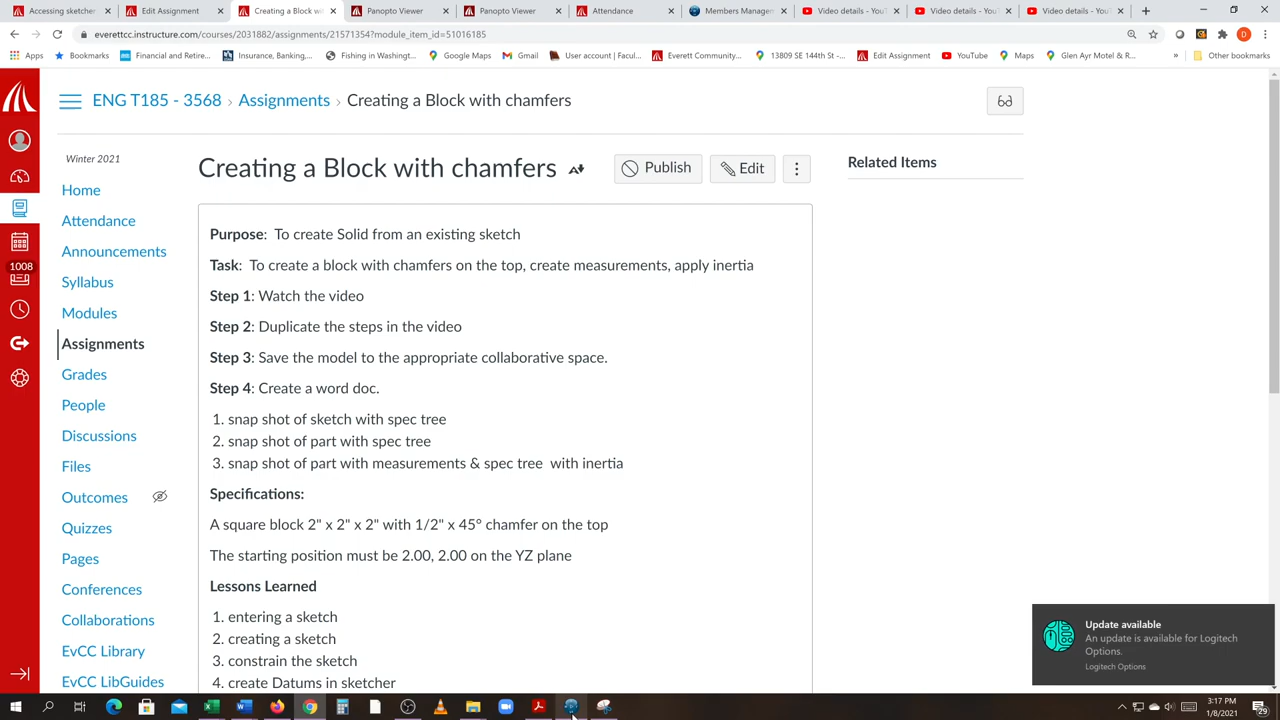 Accessing sketcher
Edit Assignment
Creating a Block wit
Panopto Viewer
Panopto Viewer
Attendance
Members Manage
Video details - YouT
Video details - YouT
Video details - YouT
everettcc.instructure.com/courses/2031882/assignments/21571354?module_item_id=51016185
D
Apps
Bookmarks
Financial and Retire...
Insurance, Banking,...
Fishing in Washingt...
Google Maps
Gmail
User account | Facul...
Everett Community...
13809 SE 144th St -...
Edit Assignment
YouTube
Maps
Glen Ayr Motel & R...
»
Other bookmarks
ENG T185 - 3568 › Assignments › Creating a Block with chamfers
Winter 2021
Home
Attendance
Announcements
1008
Syllabus
Modules
Assignments
Grades
People
Discussions
Files
Outcomes
Quizzes
Pages
Conferences
Collaborations
EvCC Library
EvCC LibGuides
Creating a Block with chamfers
Publish
Edit
Related Items
Purpose: To create Solid from an existing sketch
Task: To create a block with chamfers on the top, create measurements, apply inertia
Step 1: Watch the video
Step 2: Duplicate the steps in the video
Step 3: Save the model to the appropriate collaborative space.
Step 4: Create a word doc.
1. snap shot of sketch with spec tree
2. snap shot of part with spec tree
3. snap shot of part with measurements & spec tree with inertia
Specifications:
A square block 2" x 2" x 2" with 1/2" x 45° chamfer on the top
The starting position must be 2.00, 2.00 on the YZ plane
Lessons Learned
1. entering a sketch
2. creating a sketch
3. constrain the sketch
4. create Datums in sketcher
Update available
An update is available for Logitech
Options.
Logitech Options
3:17 PM
1/8/2021
29